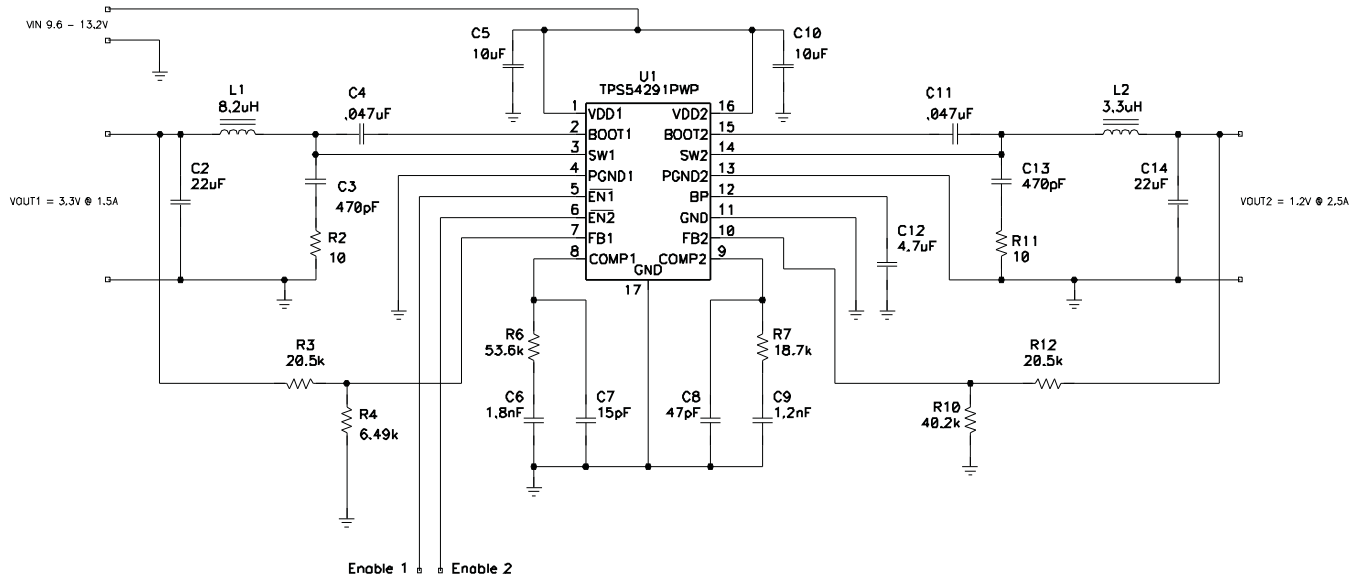 VIN 9.6 - 13.2V
C5
10uF
C10
10uF
U1
TPS54291PWP
L1
8.2uH
C4
.047uF
C11
.047uF
L2
3.3uH
1 VDD1 VDD2 16
2 BOOT1 BOOT2 15
3 SW1 SW2 14
4 PGND1 PGND2 13
5 EN1 BP 12
6 EN2 GND 11
7 FB1 FB2 10
8 COMP1 COMP2 9
GND
17
C2
22uF
C3
470pF
R2
10
VOUT1 = 3.3V @ 1.5A
C13
470pF
C14
22uF
R11
10
VOUT2 = 1.2V @ 2.5A
C12
4.7uF
R3
20.5k
R4
6.49k
R6
53.6k
R7
18.7k
C6
1.8nF
C7
15pF
C8
47pF
C9
1.2nF
R12
20.5k
R10
40.2k
Enable 1 Enable 2